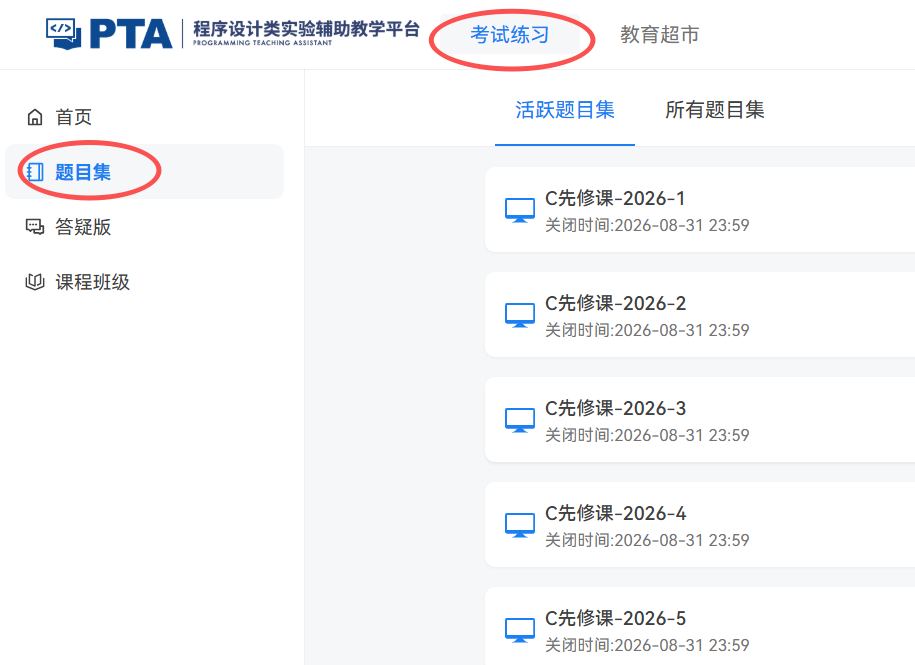 </> PTA 程序设计类实验辅助教学平台
PROGRAMMING TEACHING ASSISTANT
考试练习
教育超市
首页
题目集
答疑版
课程班级
活跃题目集
所有题目集
C先修课-2026-1
关闭时间:2026-08-31 23:59
C先修课-2026-2
关闭时间:2026-08-31 23:59
C先修课-2026-3
关闭时间:2026-08-31 23:59
C先修课-2026-4
关闭时间:2026-08-31 23:59
C先修课-2026-5
关闭时间:2026-08-31 23:59